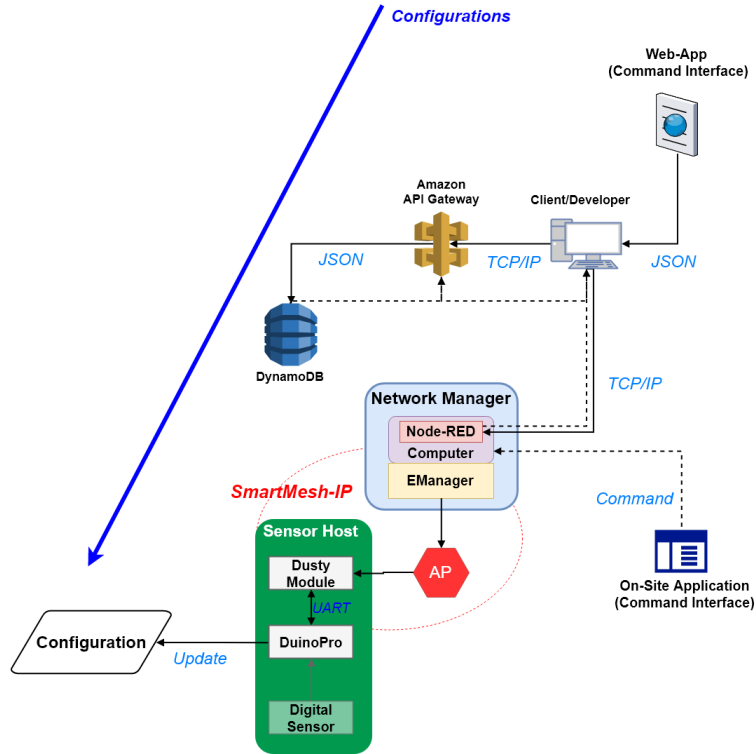 Configurations
Web-App
(Command Interface)
Amazon
API Gateway
Client/Developer
JSON
TCP/IP
JSON
DynamoDB
TCP/IP
Network Manager
Node-RED
Computer
EManager
SmartMesh-IP
Command
Sensor Host
Dusty
Module
AP
On-Site Application
(Command Interface)
UART
Configuration
Update
DuinoPro
Digital
Sensor